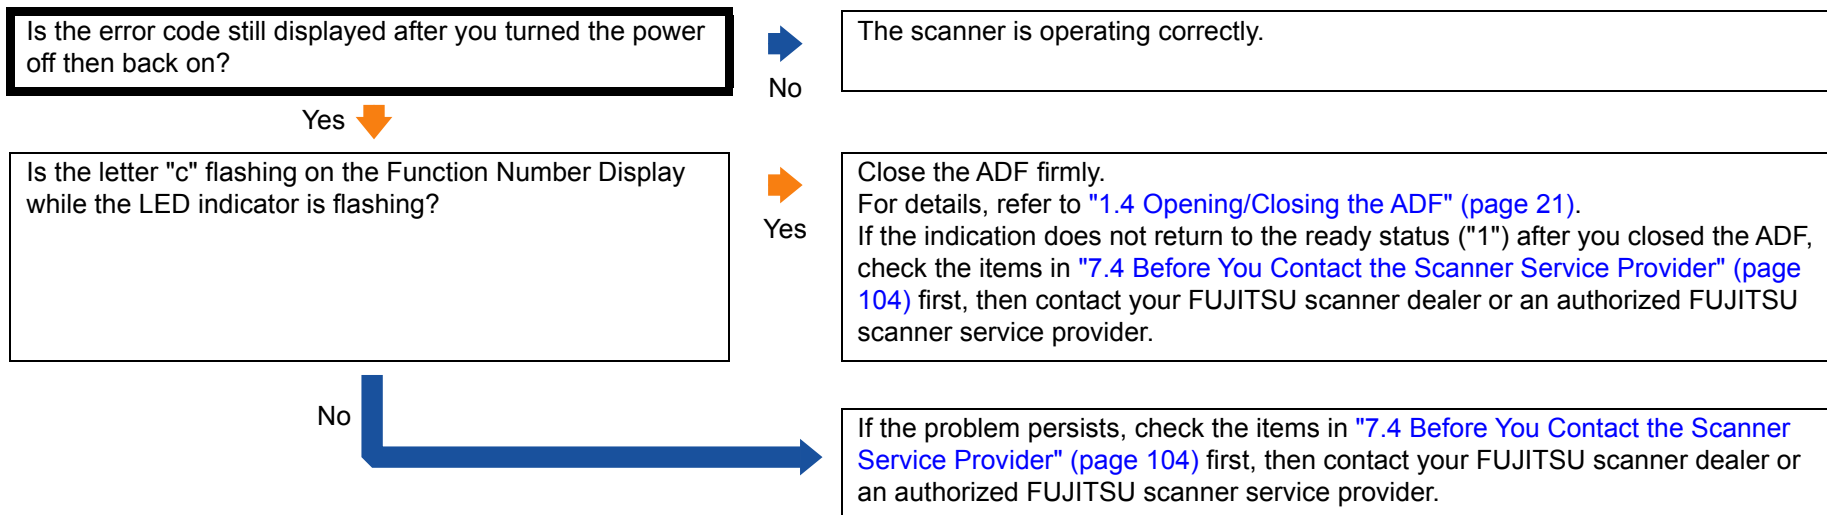 Is the error code still displayed after you turned the power
off then back on?
No
The scanner is operating correctly.
Yes
Is the letter "c" flashing on the Function Number Display
while the LED indicator is flashing?
Yes
Close the ADF firmly.
For details, refer to "1.4 Opening/Closing the ADF" (page 21).
If the indication does not return to the ready status ("1") after you closed the ADF,
check the items in "7.4 Before You Contact the Scanner Service Provider" (page
104) first, then contact your FUJITSU scanner dealer or an authorized FUJITSU
scanner service provider.
No
If the problem persists, check the items in "7.4 Before You Contact the Scanner
Service Provider" (page 104) first, then contact your FUJITSU scanner dealer or
an authorized FUJITSU scanner service provider.